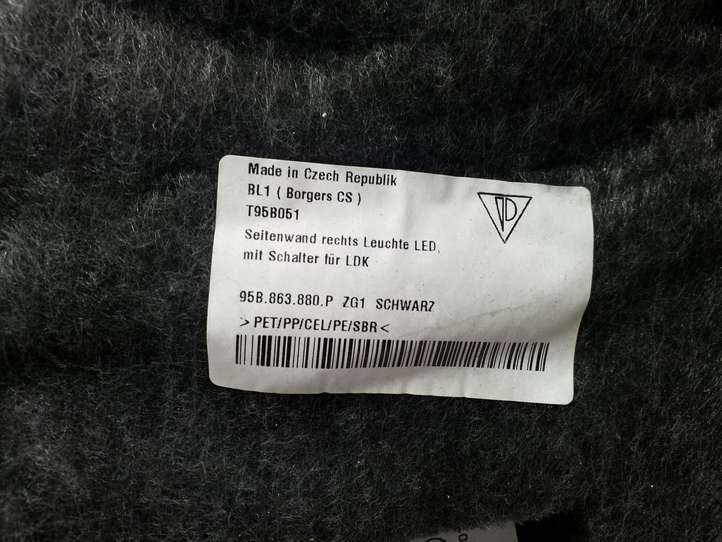 Made in Czech Republik
BL1 ( Borgers CS )
T95B051
Seitenwand rechts Leuchte LED,
mit Schalter für LDK
95B.863.880.P ZG1 SCHWARZ
>PET/PP/CEL/PE/SBR<